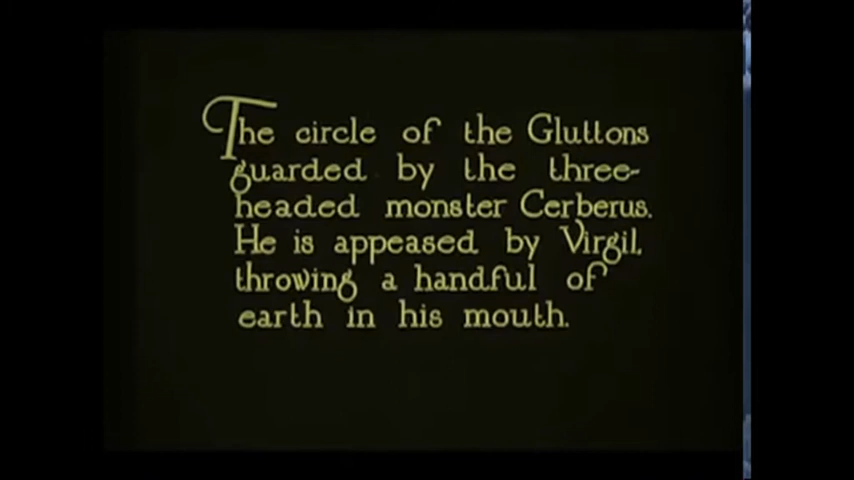 The circle of the Gluttons
guarded by the three-
headed monster Cerberus.
He is appeased by Virgil,
throwing a handful of
earth in his mouth.